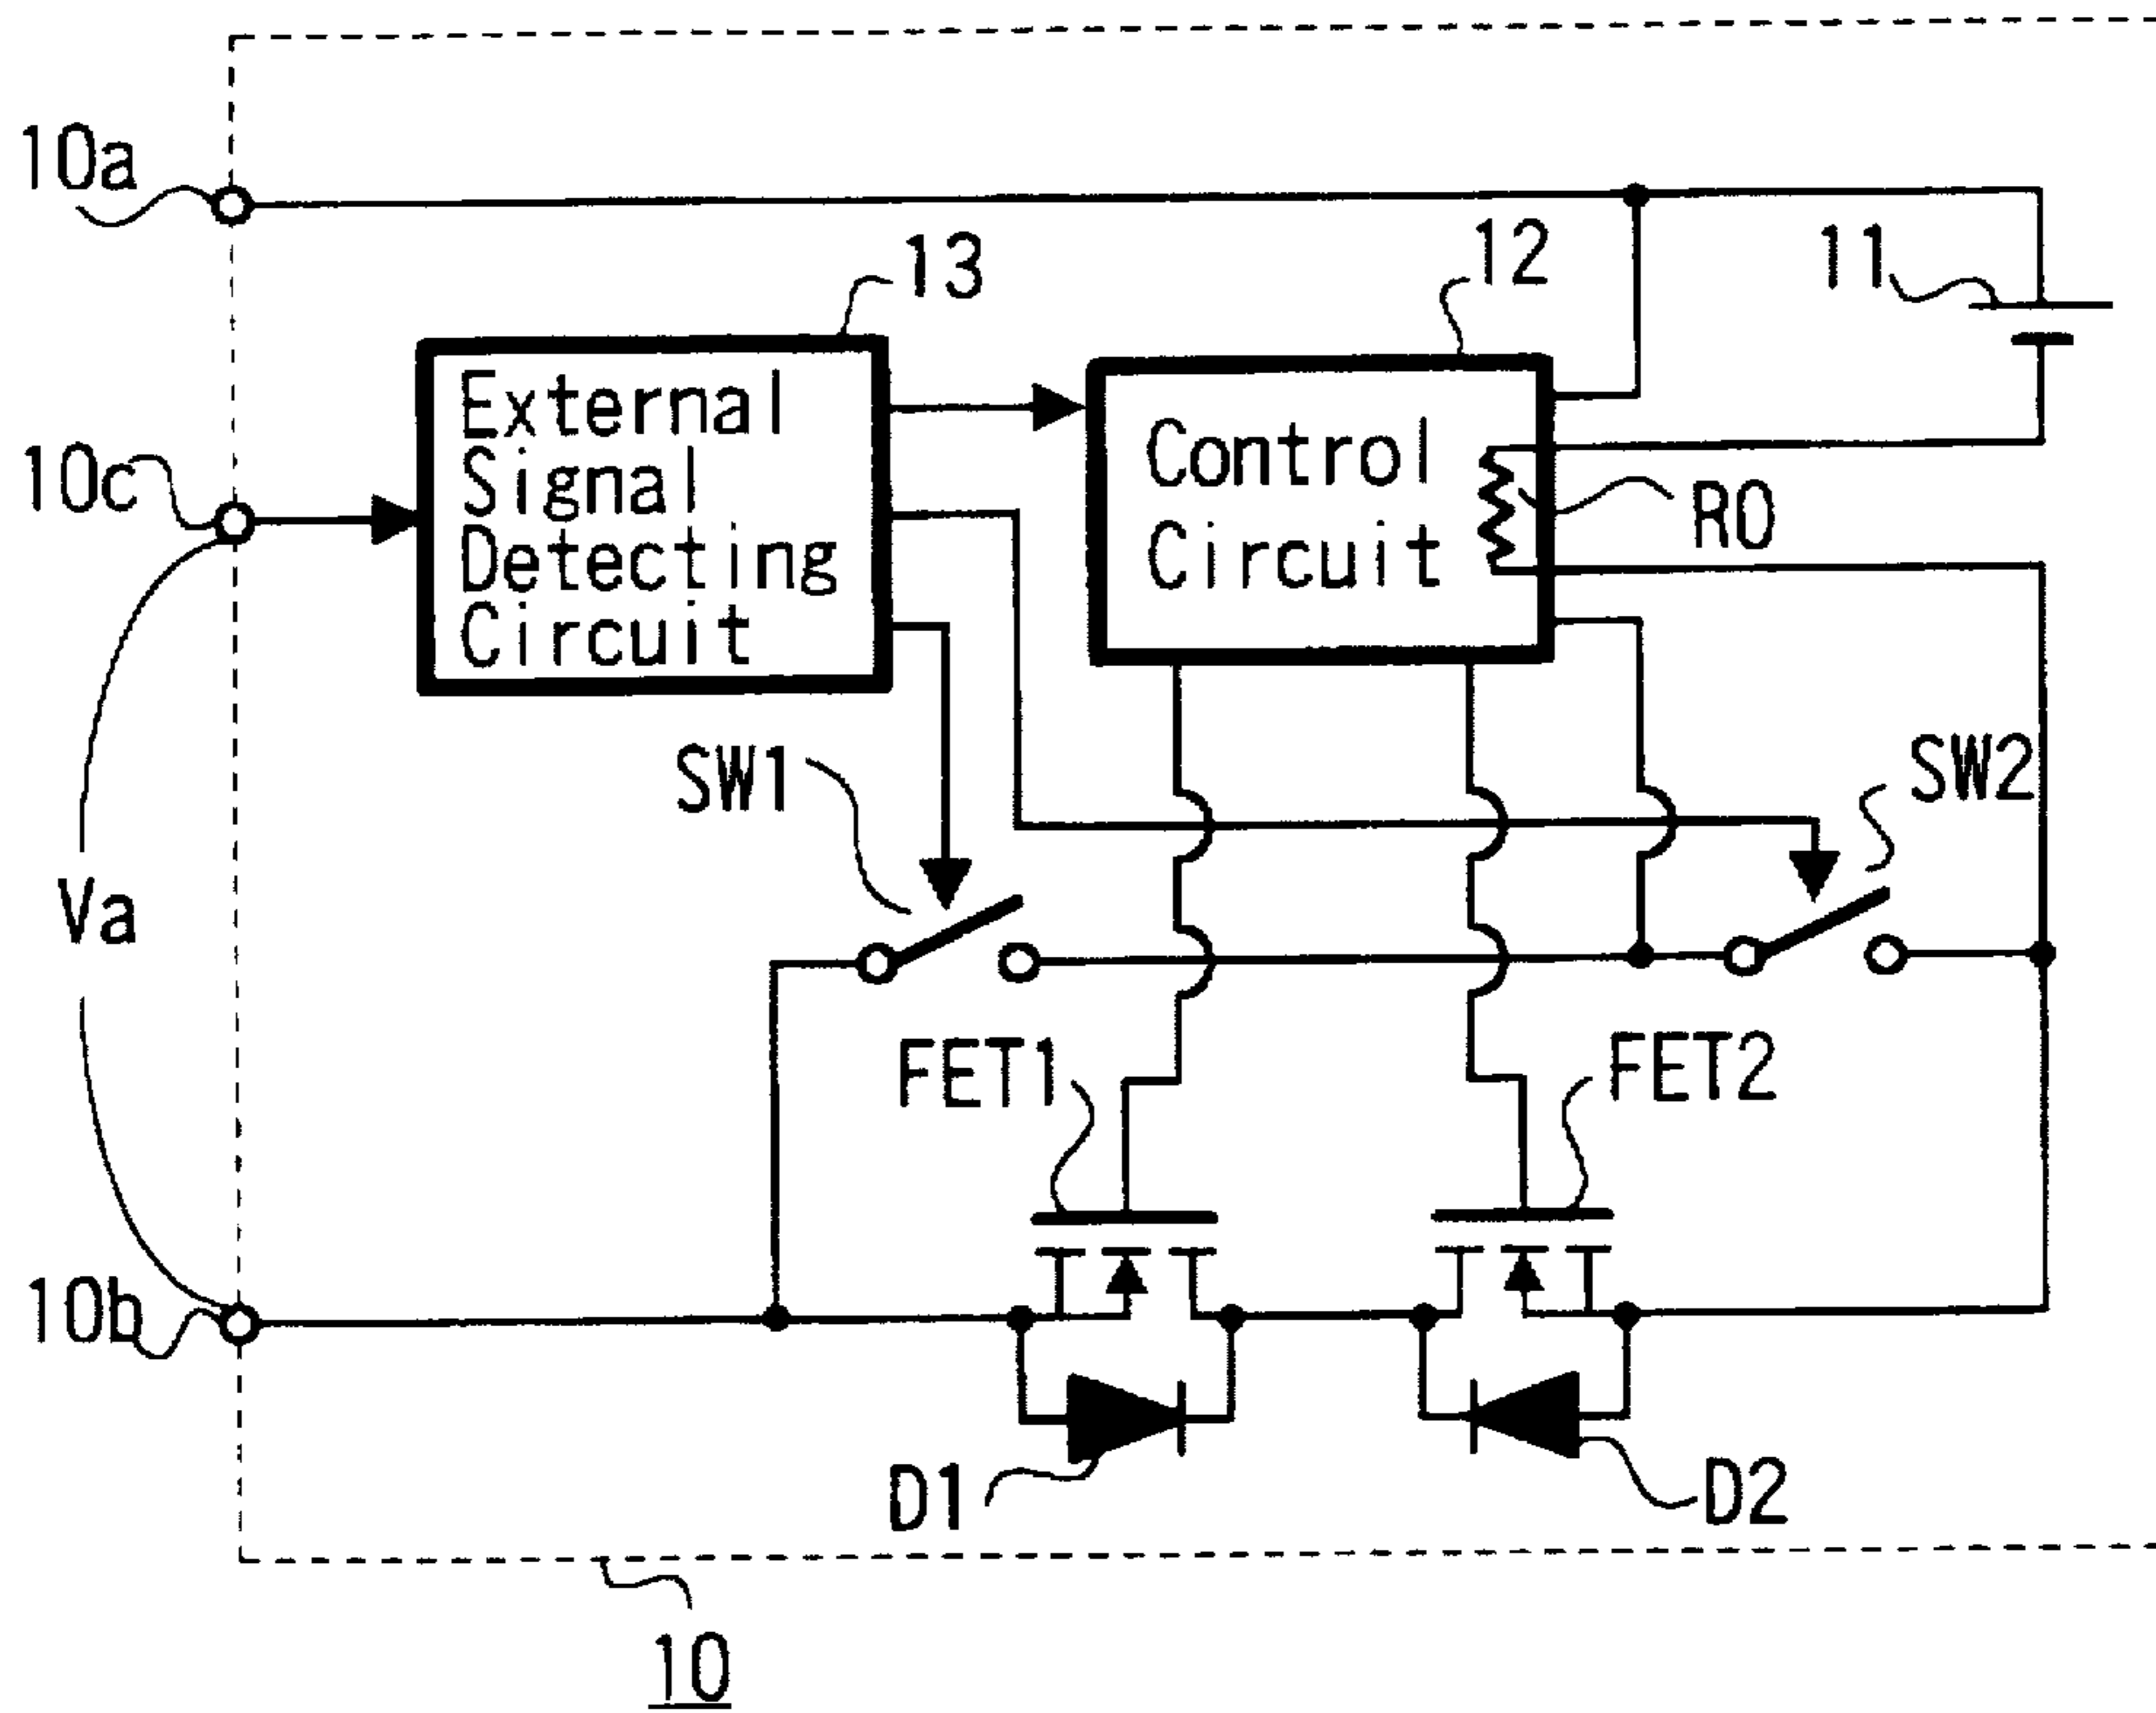 10a
13
12
11
External
Signal
Detecting
Circuit
Control
Circuit
R0
10c
SW1
SW2
Va
FET1
FET2
10b
D1
D2
10